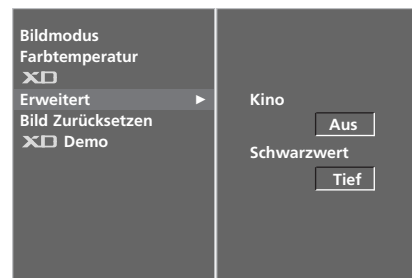 Bildmodus
Farbtemperatur
XD
Erweitert ►
Bild Zurücksetzen
XD Demo
Kino
Aus
Schwarzwert
Tief